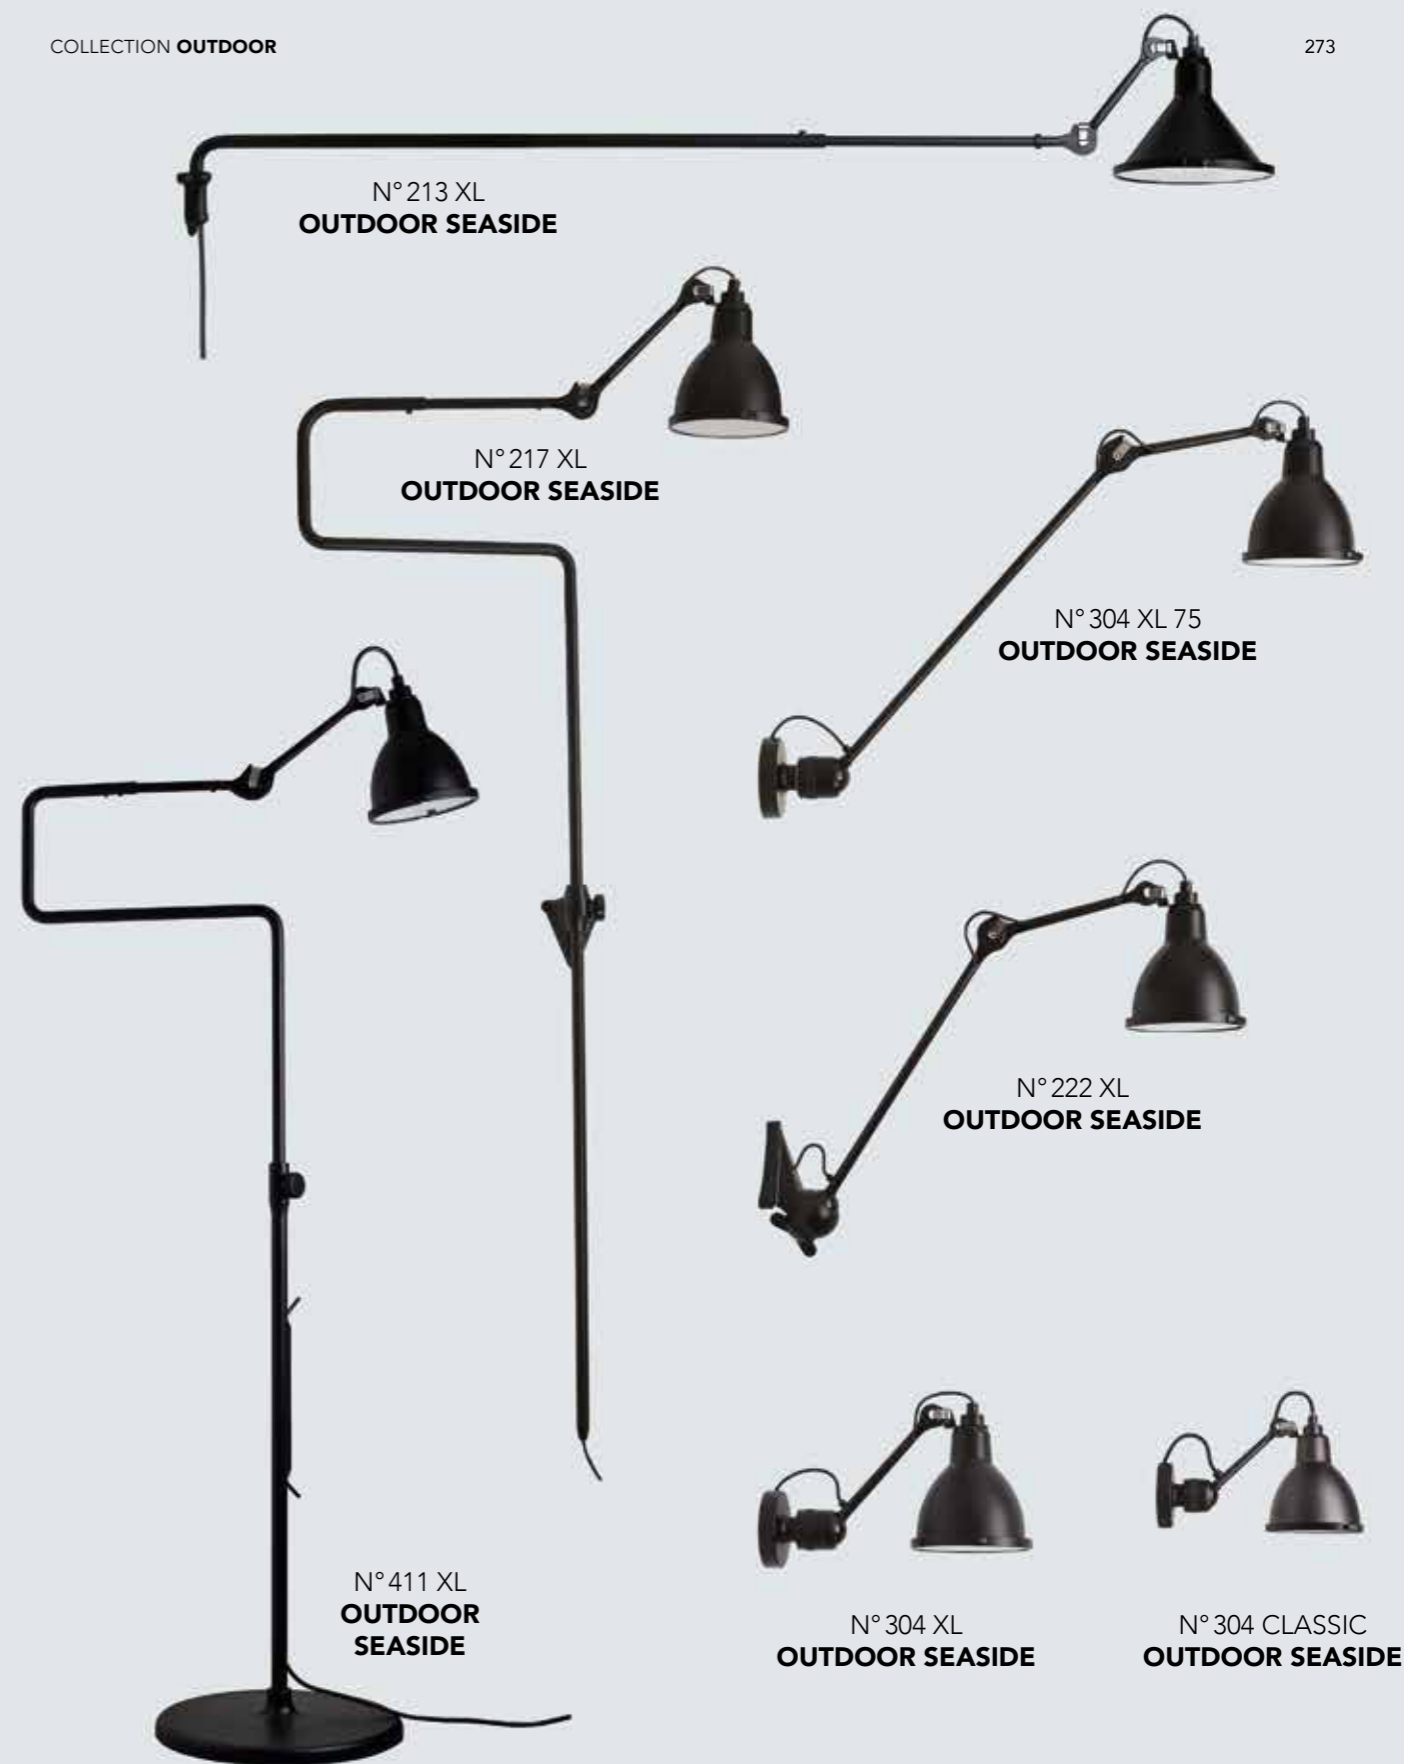 COLLECTION OUTDOOR
273
N° 213 XL
OUTDOOR SEASIDE
N° 217 XL
OUTDOOR SEASIDE
N° 304 XL 75
OUTDOOR SEASIDE
N° 222 XL
OUTDOOR SEASIDE
N° 411 XL
OUTDOOR
SEASIDE
N° 304 XL
OUTDOOR SEASIDE
N° 304 CLASSIC
OUTDOOR SEASIDE